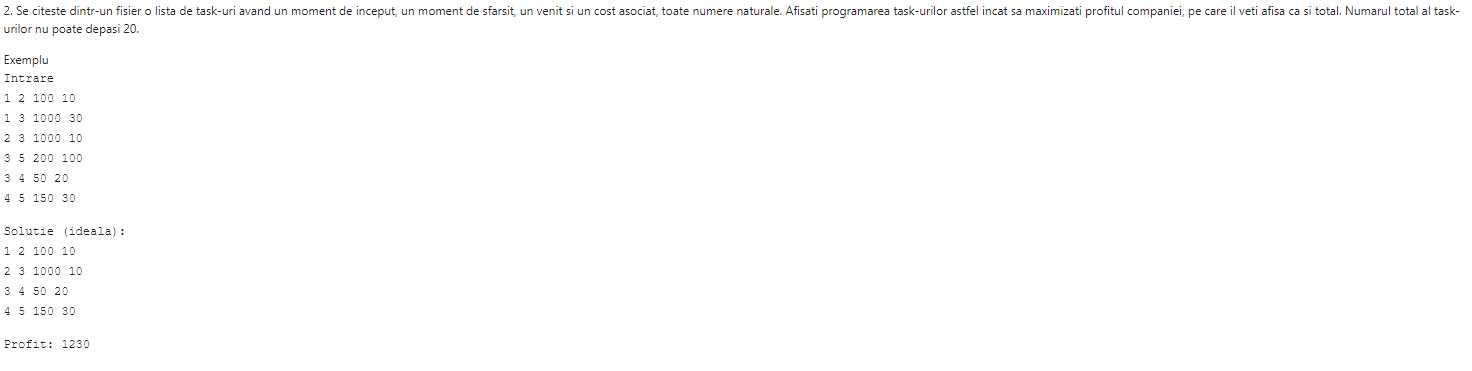 2. Se citeste dintr-un fisier o lista de task-uri avand un moment de inceput, un moment de sfarsit, un venit si un cost asociat, toate numere naturale. Afisati programarea task-urilor astfel incat sa maximizati profitul companiei, pe care il veti afisa ca si total. Numarul total al task-
urilor nu poate depasi 20.
Exemplu
Intrare
1 2 100 10
1 3 1000 30
2 3 1000 10
3 5 200 100
3 4 50 20
4 5 150 30
Solutie (ideala):
1 2 100 10
2 3 1000 10
3 4 50 20
4 5 150 30
Profit: 1230